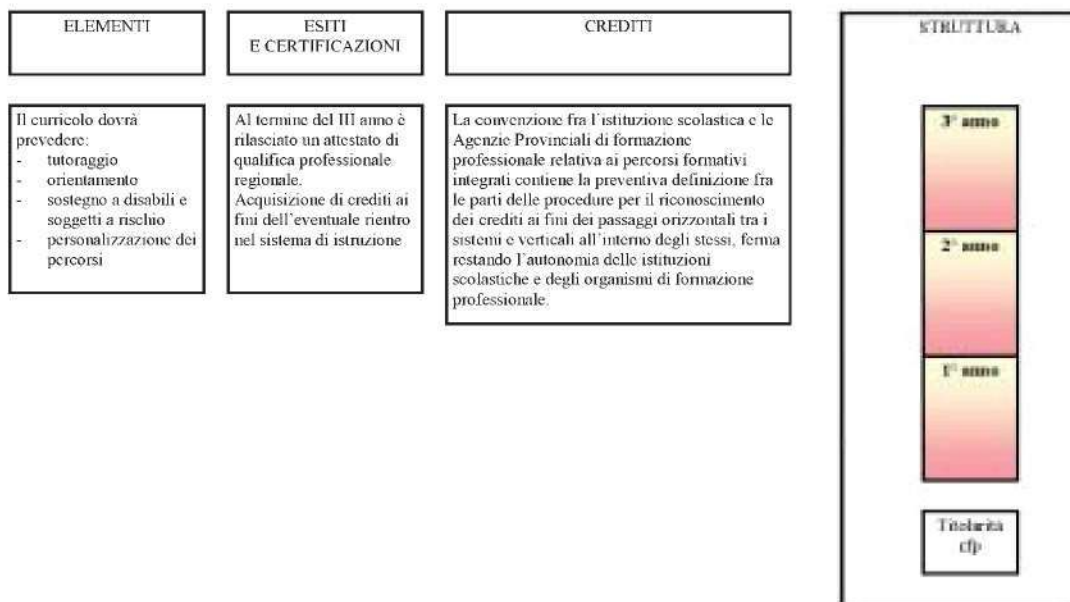 ELEMENTI
ESITI
E CERTIFICAZIONI
CREDITI
STRUTTURA
Il curricolo dovrà
prevedere:
- tutoraggio
- orientamento
- sostegno a disabili e
soggetti a rischio
- personalizzazione dei
percorsi
Al termine del III anno è
rilasciato un attestato di
qualifica professionale
regionale.
Acquisizione di crediti ai
fini dell'eventuale rientro
nel sistema di istruzione
La convenzione fra l'istituzione scolastica e le
Agenzie Provinciali di formazione
professionale relativa ai percorsi formativi
integrati contiene la preventiva definizione fra
le parti delle procedure per il riconoscimento
dei crediti ai fini dei passaggi orizzontali tra i
sistemi e verticali all'interno degli stessi, ferma
restando l'autonomia delle istituzioni
scolastiche e degli organismi di formazione
professionale.
3° anno
2° anno
1° anno
Titolarità
cfp